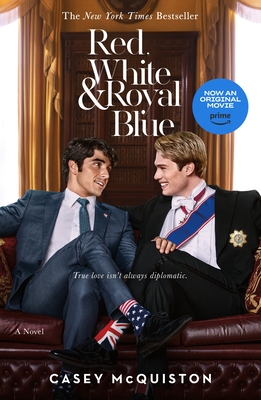 The New York Times Bestseller
Red,
White
& Royal
Blue
NOW AN
ORIGINAL
MOVIE
prime
True love isn't always diplomatic.
A Novel
CASEY McQUISTON